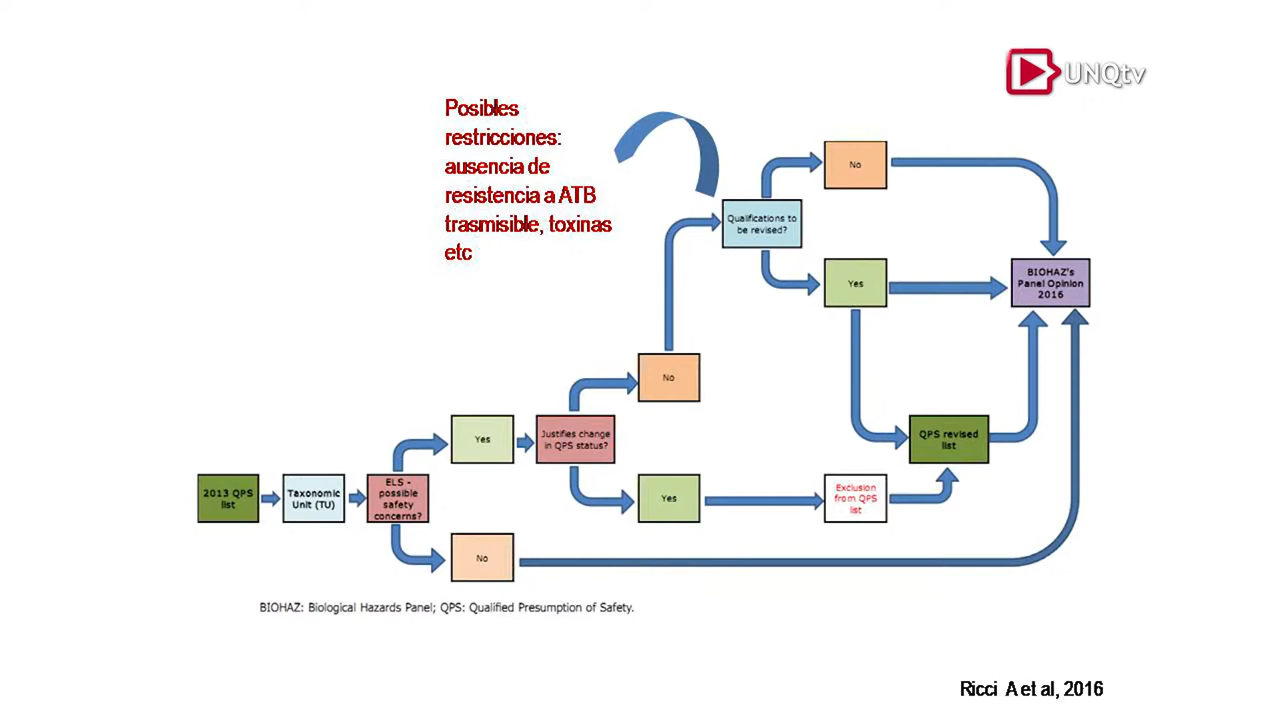 UNQtv
Posibles
restricciones:
ausencia de
resistencia a ATB
trasmisible, toxinas
etc
No
Qualifications to
be revised?
Yes
BIOHAZ's
Panel Opinion
2016
No
Yes
Justifies change
in QPS status?
QPS revised
list
2013 QPS
list
Taxonomic
Unit (TU)
ELS -
possible
safety
concerns?
Yes
Exclusion
from QPS
list
No
BIOHAZ: Biological Hazards Panel; QPS: Qualified Presumption of Safety.
Ricci A et al, 2016